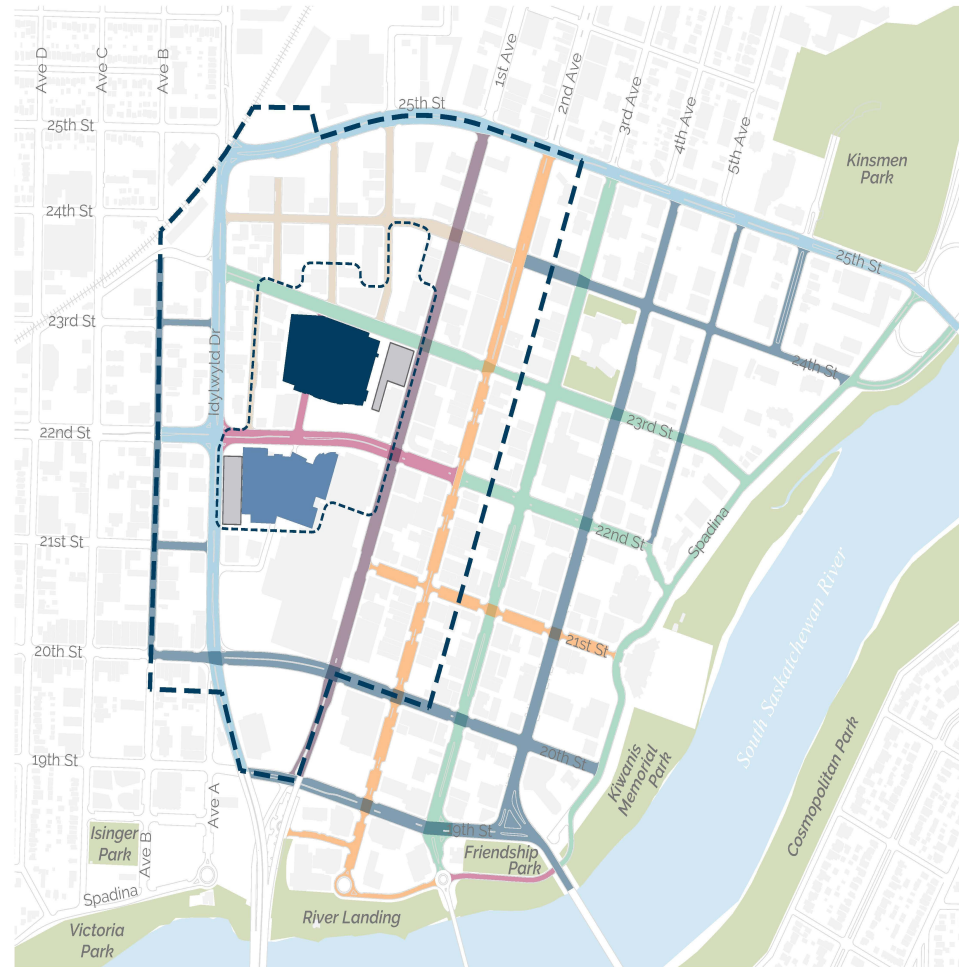 Ave D
Ave C
Ave B
25th St
1st Ave
2nd Ave
3rd Ave
4th Ave
5th Ave
25th St
Kinsmen
Park
24th St
25th St
23rd St
Idylwyld Dr
24th St
22nd St
23rd St
22nd St
Spadina
21st St
21st St
20th St
South Saskatchewan River
20th St
19th St
Ave A
Kiwanis
Memorial
Park
Cosmopolitan Park
Isinger
Park
Ave B
19th St
Friendship
Park
Spadina
River Landing
Victoria
Park